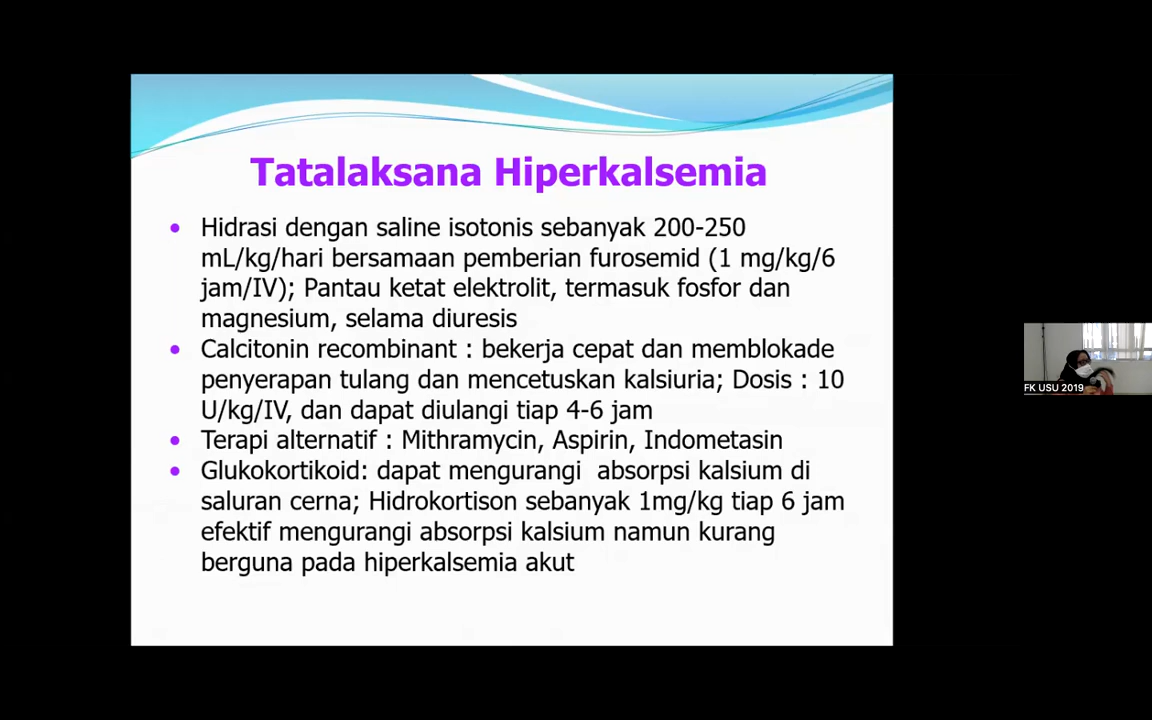 Tatalaksana Hiperkalsemia
• Hidrasi dengan saline isotonis sebanyak 200-250
mL/kg/hari bersamaan pemberian furosemid (1 mg/kg/6
jam/IV); Pantau ketat elektrolit, termasuk fosfor dan
magnesium, selama diuresis
• Calcitonin recombinant : bekerja cepat dan memblokade
penyerapan tulang dan mencetuskan kalsiuria; Dosis : 10
U/kg/IV, dan dapat diulangi tiap 4-6 jam
• Terapi alternatif : Mithramycin, Aspirin, Indometasin
• Glukokortikoid: dapat mengurangi  absorpsi kalsium di
saluran cerna; Hidrokortison sebanyak 1mg/kg tiap 6 jam
efektif mengurangi absorpsi kalsium namun kurang
berguna pada hiperkalsemia akut
FK USU 2019